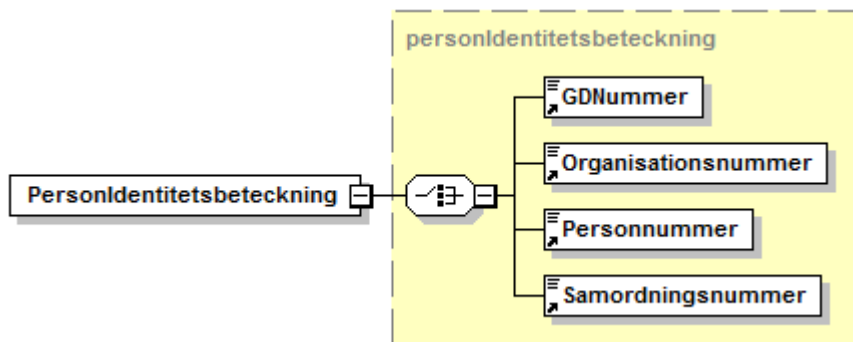 personIdentitetsbeteckning
GDNummer
Organisationsnummer
PersonIdentitetsbeteckning
Personnummer
Samordningsnummer